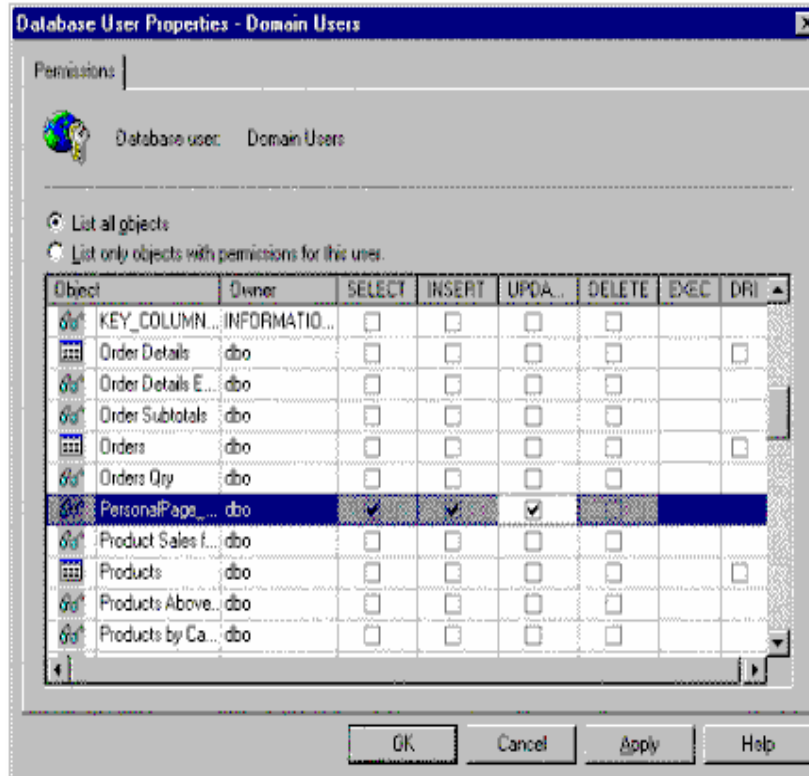 Database User Properties - Domain Users
Permissions
Database user: Domain Users
List all objects
List only objects with permissions for this user.
Object Owner SELECT INSERT UPDA... DELETE EXEC DRI
KEY_COLUMN... INFORMATIO...
Order Details dbo
Order Details E... dbo
Order Subtotals dbo
Orders dbo
Orders Qry dbo
PersonalPage_... dbo
Product Sales f... dbo
Products dbo
Products Above... dbo
Products by Ca... dbo
OK Cancel Apply Help